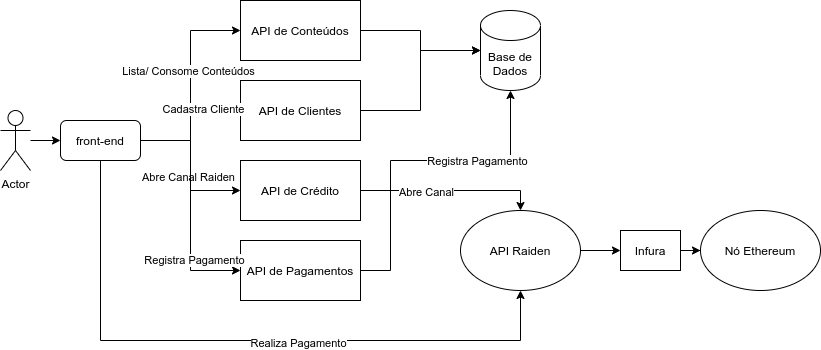 API de Conteúdos
Base de
Dados
Lista/ Consome Conteúdos
Cadastra Cliente
API de Clientes
front-end
Registra Pagamento
Actor
Abre Canal Raiden
API de Crédito
Abre Canal
API Raiden
Infura
Nó Ethereum
Registra Pagamento
API de Pagamentos
Realiza Pagamento